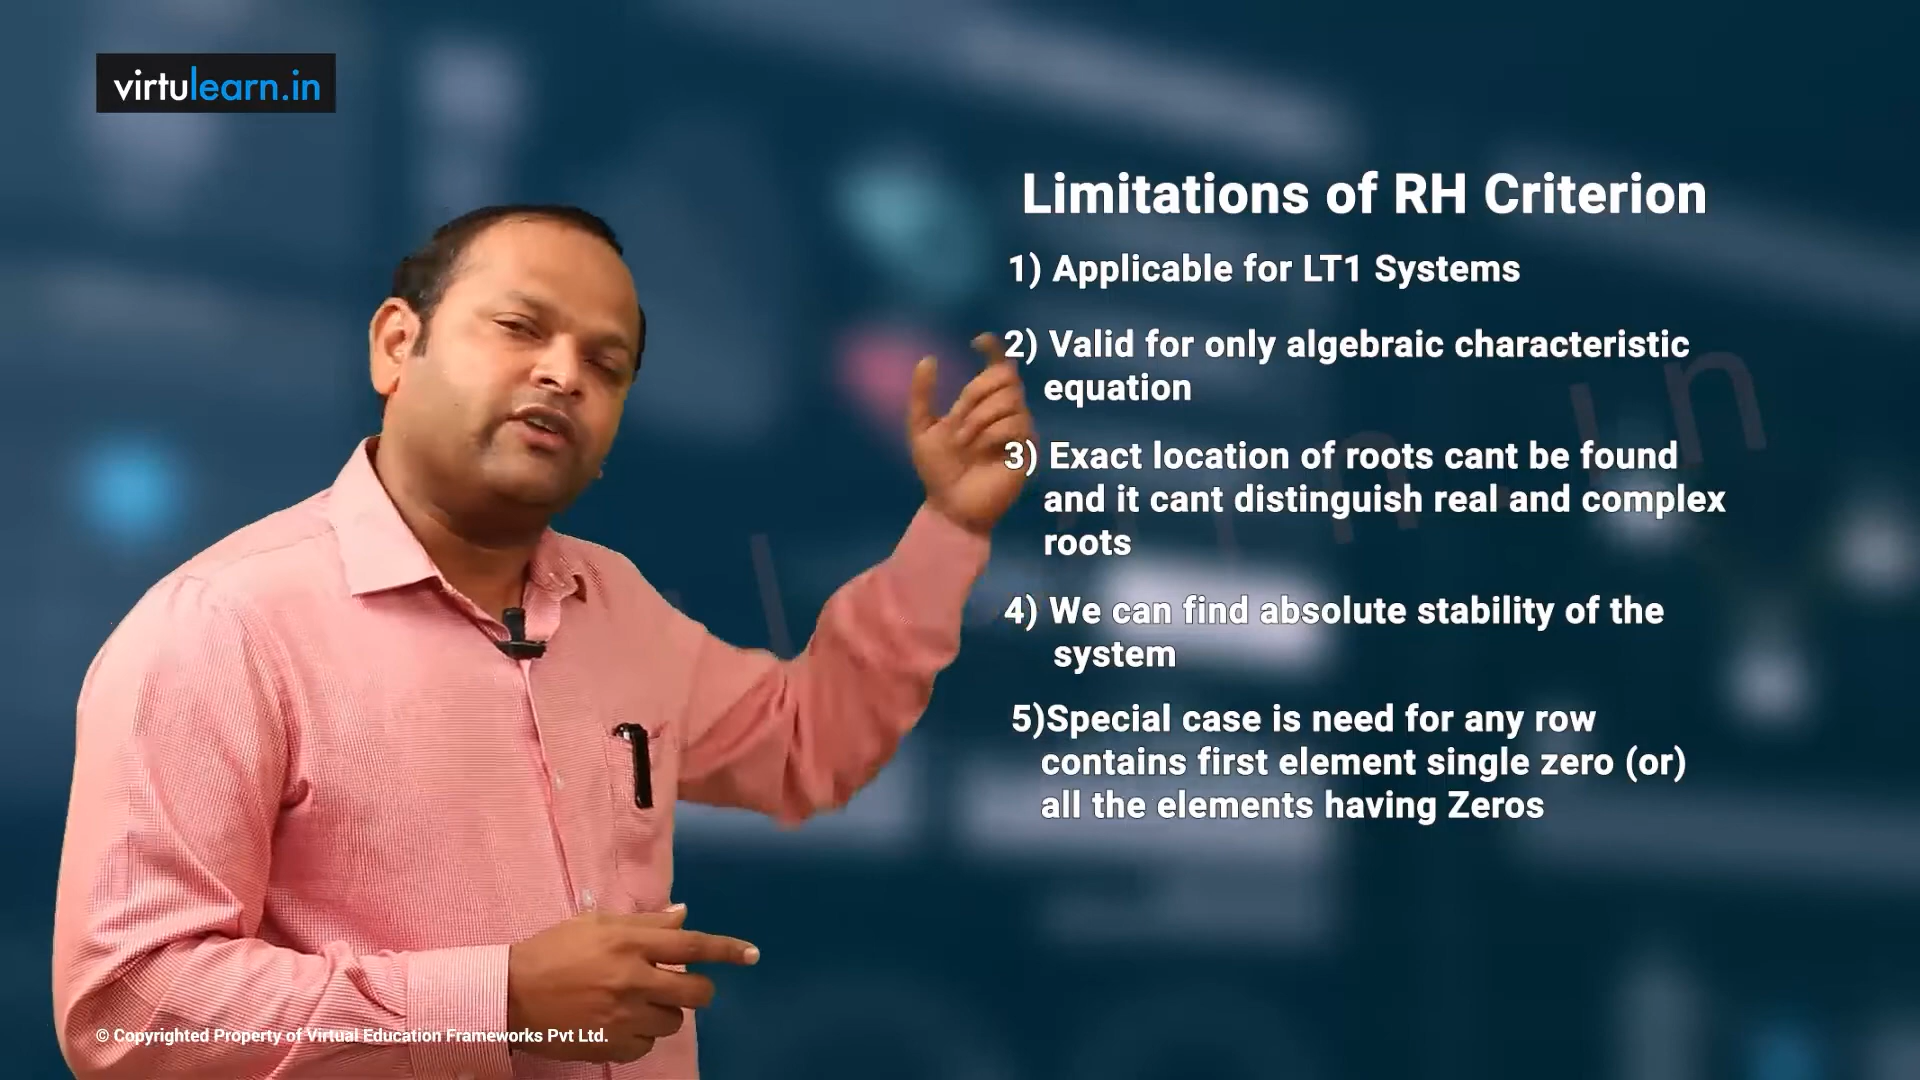 virtulearn.in
Limitations of RH Criterion
1) Applicable for LT1 Systems
2) Valid for only algebraic characteristic
equation
3) Exact location of roots cant be found
and it cant distinguish real and complex
roots
4) We can find absolute stability of the
system
5)Special case is need for any row
contains first element single zero (or)
all the elements having Zeros
© Copyrighted Property of Virtual Education Frameworks Pvt Ltd.